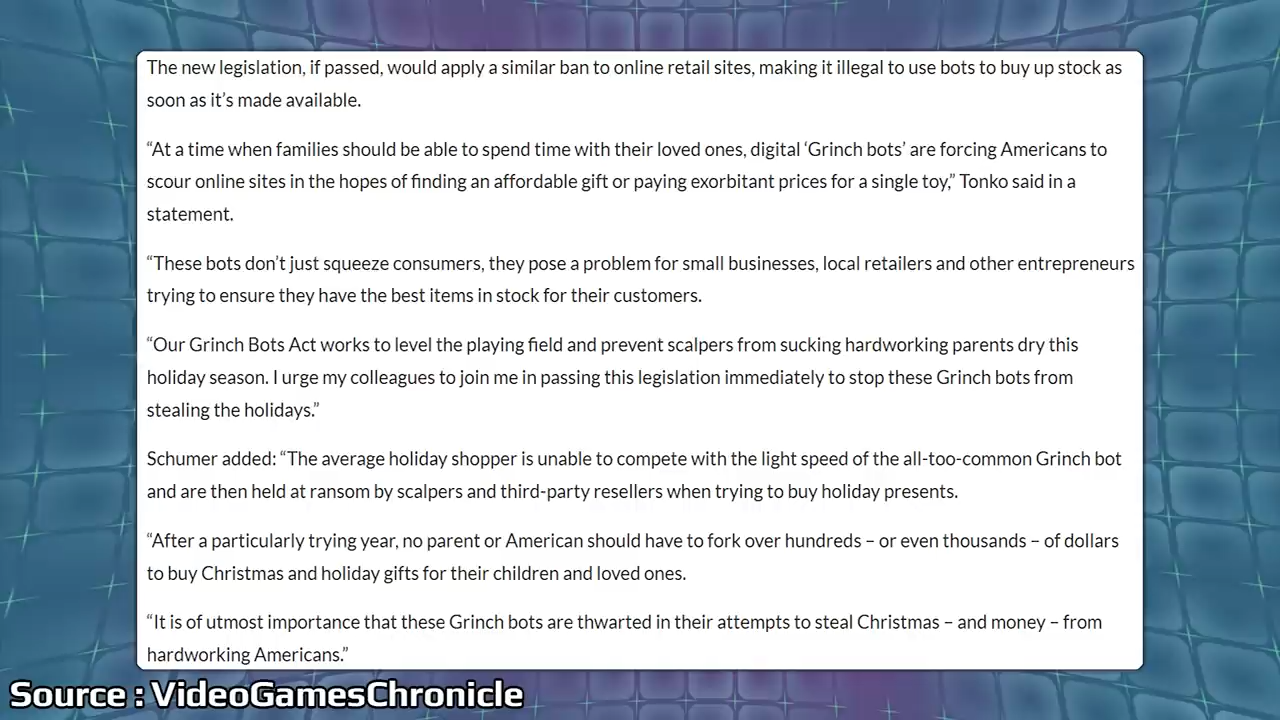 The new legislation, if passed, would apply a similar ban to online retail sites, making it illegal to use bots to buy up stock as
soon as it’s made available.
“At a time when families should be able to spend time with their loved ones, digital ‘Grinch bots’ are forcing Americans to
scour online sites in the hopes of finding an affordable gift or paying exorbitant prices for a single toy,” Tonko said in a
statement.
“These bots don’t just squeeze consumers, they pose a problem for small businesses, local retailers and other entrepreneurs
trying to ensure they have the best items in stock for their customers.
“Our Grinch Bots Act works to level the playing field and prevent scalpers from sucking hardworking parents dry this
holiday season. I urge my colleagues to join me in passing this legislation immediately to stop these Grinch bots from
stealing the holidays.”
Schumer added: “The average holiday shopper is unable to compete with the light speed of the all-too-common Grinch bot
and are then held at ransom by scalpers and third-party resellers when trying to buy holiday presents.
“After a particularly trying year, no parent or American should have to fork over hundreds – or even thousands – of dollars
to buy Christmas and holiday gifts for their children and loved ones.
“It is of utmost importance that these Grinch bots are thwarted in their attempts to steal Christmas – and money – from
hardworking Americans.”
Source : VideoGamesChronicle